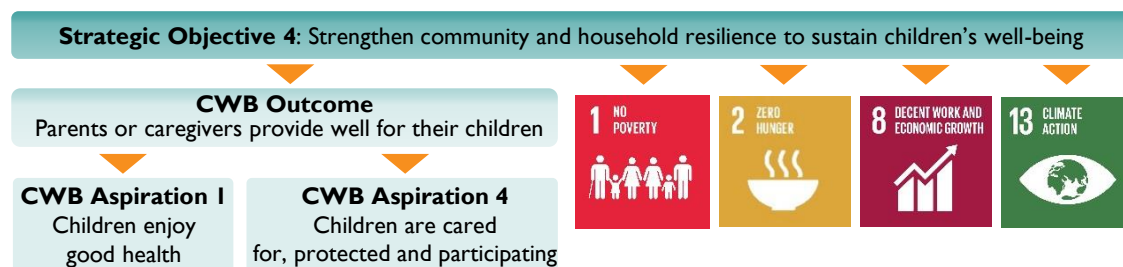 Strategic Objective 4: Strengthen community and household resilience to sustain children's well-being
CWB Outcome
Parents or caregivers provide well for their children
CWB Aspiration 1
Children enjoy
good health
CWB Aspiration 4
Children are cared
for, protected and participating
1 NO
POVERTY
2 ZERO
HUNGER
8 DECENT WORK AND
ECONOMIC GROWTH
13 CLIMATE
ACTION